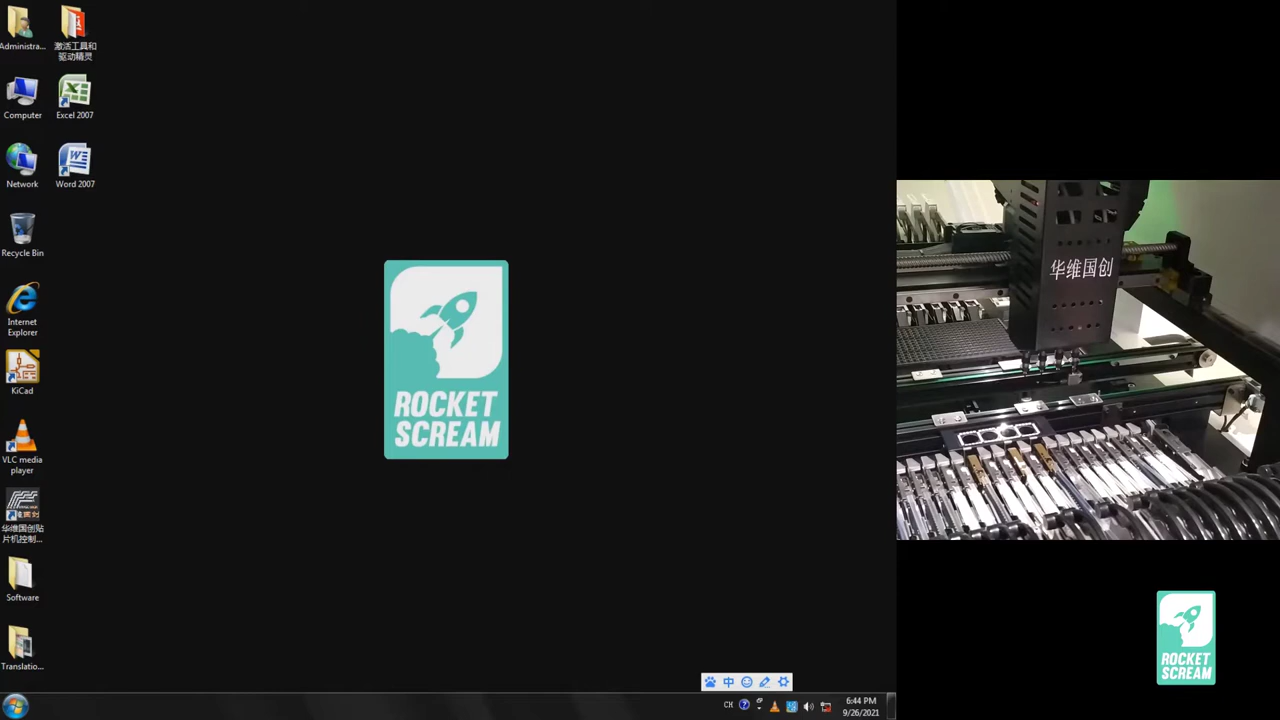 Administra...
激活工具和
驱动精灵
Computer
Excel 2007
Network
Word 2007
Recycle Bin
Internet
Explorer
KiCad
VLC media
player
华维国创贴
片机控制...
Software
Translatio...
ROCKET
SCREAM
华维国创
ROCKET
SCREAM
中
CH
6:44 PM
9/26/2021